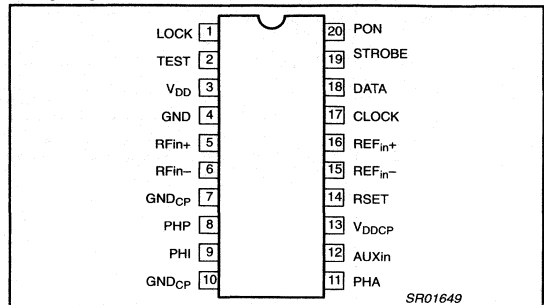 LOCK 1 20 PON
TEST 2 19 STROBE
VDD 3 18 DATA
GND 4 17 CLOCK
RFin+ 5 16 REFin+
RFin– 6 15 REFin–
GNDCP 7 14 RSET
PHP 8 13 VDDCP
PHI 9 12 AUXin
GNDCP 10 11 PHA
SR01649